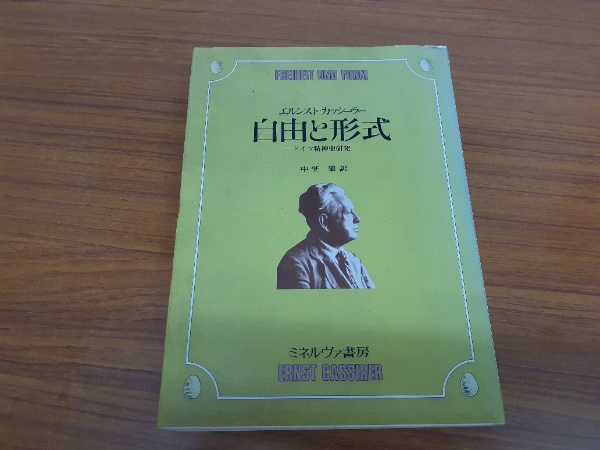 FREIHEIT UND FORM
エルンスト・カッシーラー
自由と形式
―ドイツ精神史研究
中埜 肇訳
ミネルヴァ書房
ERNST CASSIRER